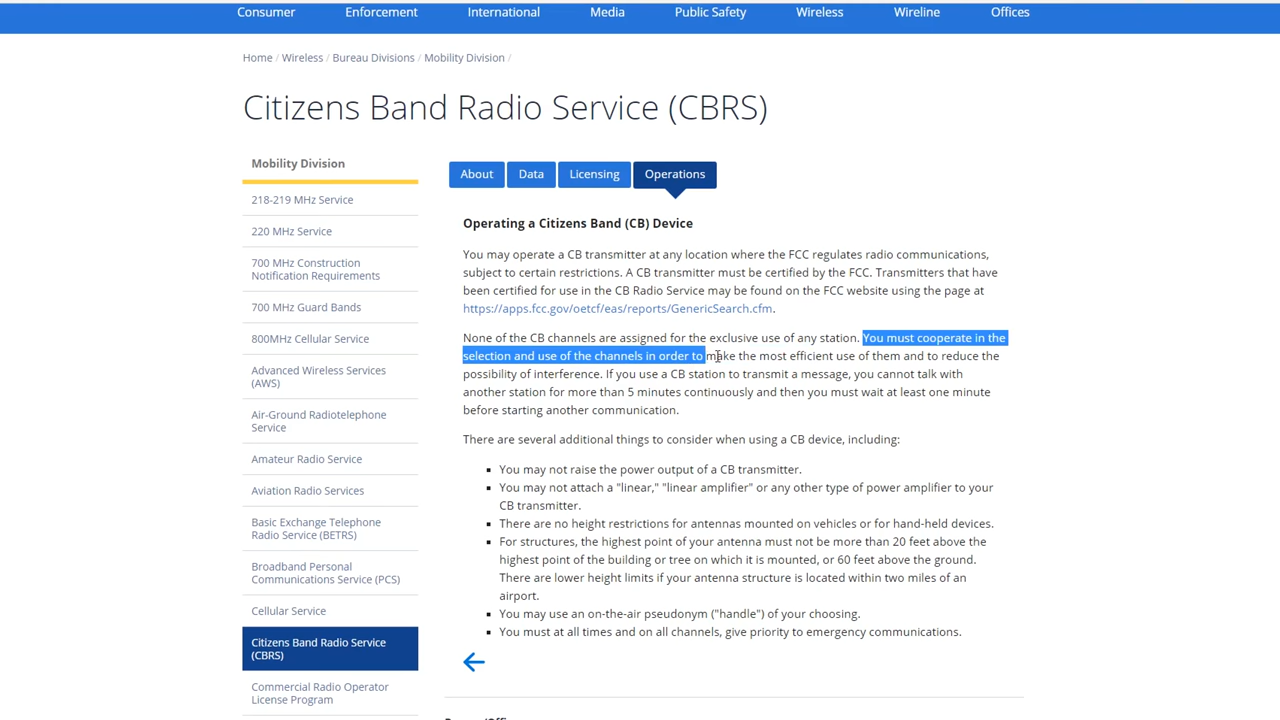 Consumer Enforcement International Media Public Safety Wireless Wireline Offices
Home / Wireless / Bureau Divisions / Mobility Division /
Citizens Band Radio Service (CBRS)
Mobility Division
218-219 MHz Service
220 MHz Service
700 MHz Construction
Notification Requirements
700 MHz Guard Bands
800MHz Cellular Service
Advanced Wireless Services
(AWS)
Air-Ground Radiotelephone
Service
Amateur Radio Service
Aviation Radio Services
Basic Exchange Telephone
Radio Service (BETRS)
Broadband Personal
Communications Service (PCS)
Cellular Service
Citizens Band Radio Service
(CBRS)
Commercial Radio Operator
License Program
About Data Licensing Operations
Operating a Citizens Band (CB) Device
You may operate a CB transmitter at any location where the FCC regulates radio communications,
subject to certain restrictions. A CB transmitter must be certified by the FCC. Transmitters that have
been certified for use in the CB Radio Service may be found on the FCC website using the page at
https://apps.fcc.gov/oetcf/eas/reports/GenericSearch.cfm.
None of the CB channels are assigned for the exclusive use of any station. You must cooperate in the
selection and use of the channels in order to make the most efficient use of them and to reduce the
possibility of interference. If you use a CB station to transmit a message, you cannot talk with
another station for more than 5 minutes continuously and then you must wait at least one minute
before starting another communication.
There are several additional things to consider when using a CB device, including:
▪ You may not raise the power output of a CB transmitter.
▪ You may not attach a "linear," "linear amplifier" or any other type of power amplifier to your
CB transmitter.
▪ There are no height restrictions for antennas mounted on vehicles or for hand-held devices.
▪ For structures, the highest point of your antenna must not be more than 20 feet above the
highest point of the building or tree on which it is mounted, or 60 feet above the ground.
There are lower height limits if your antenna structure is located within two miles of an
airport.
▪ You may use an on-the-air pseudonym ("handle") of your choosing.
▪ You must at all times and on all channels, give priority to emergency communications.